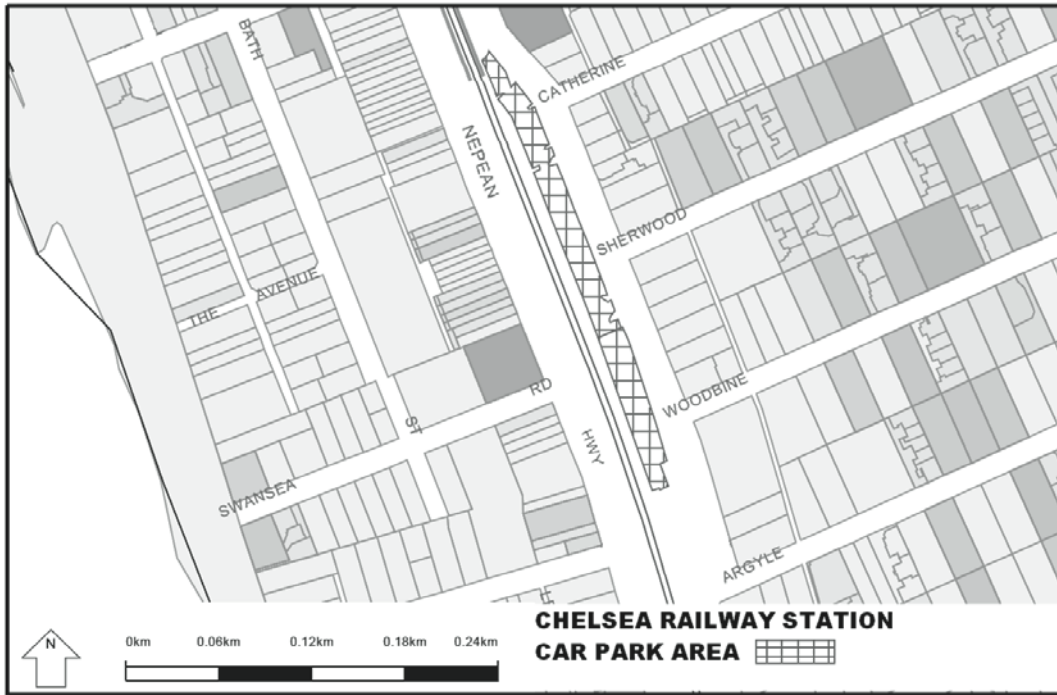 BATH
CATHERINE
NEPEAN
SHERWOOD
THE AVENUE
RD
WOODBINE
ST
HWY
SWANSEA
ARGYLE
N
0km 0.06km 0.12km 0.18km 0.24km
CHELSEA RAILWAY STATION
CAR PARK AREA